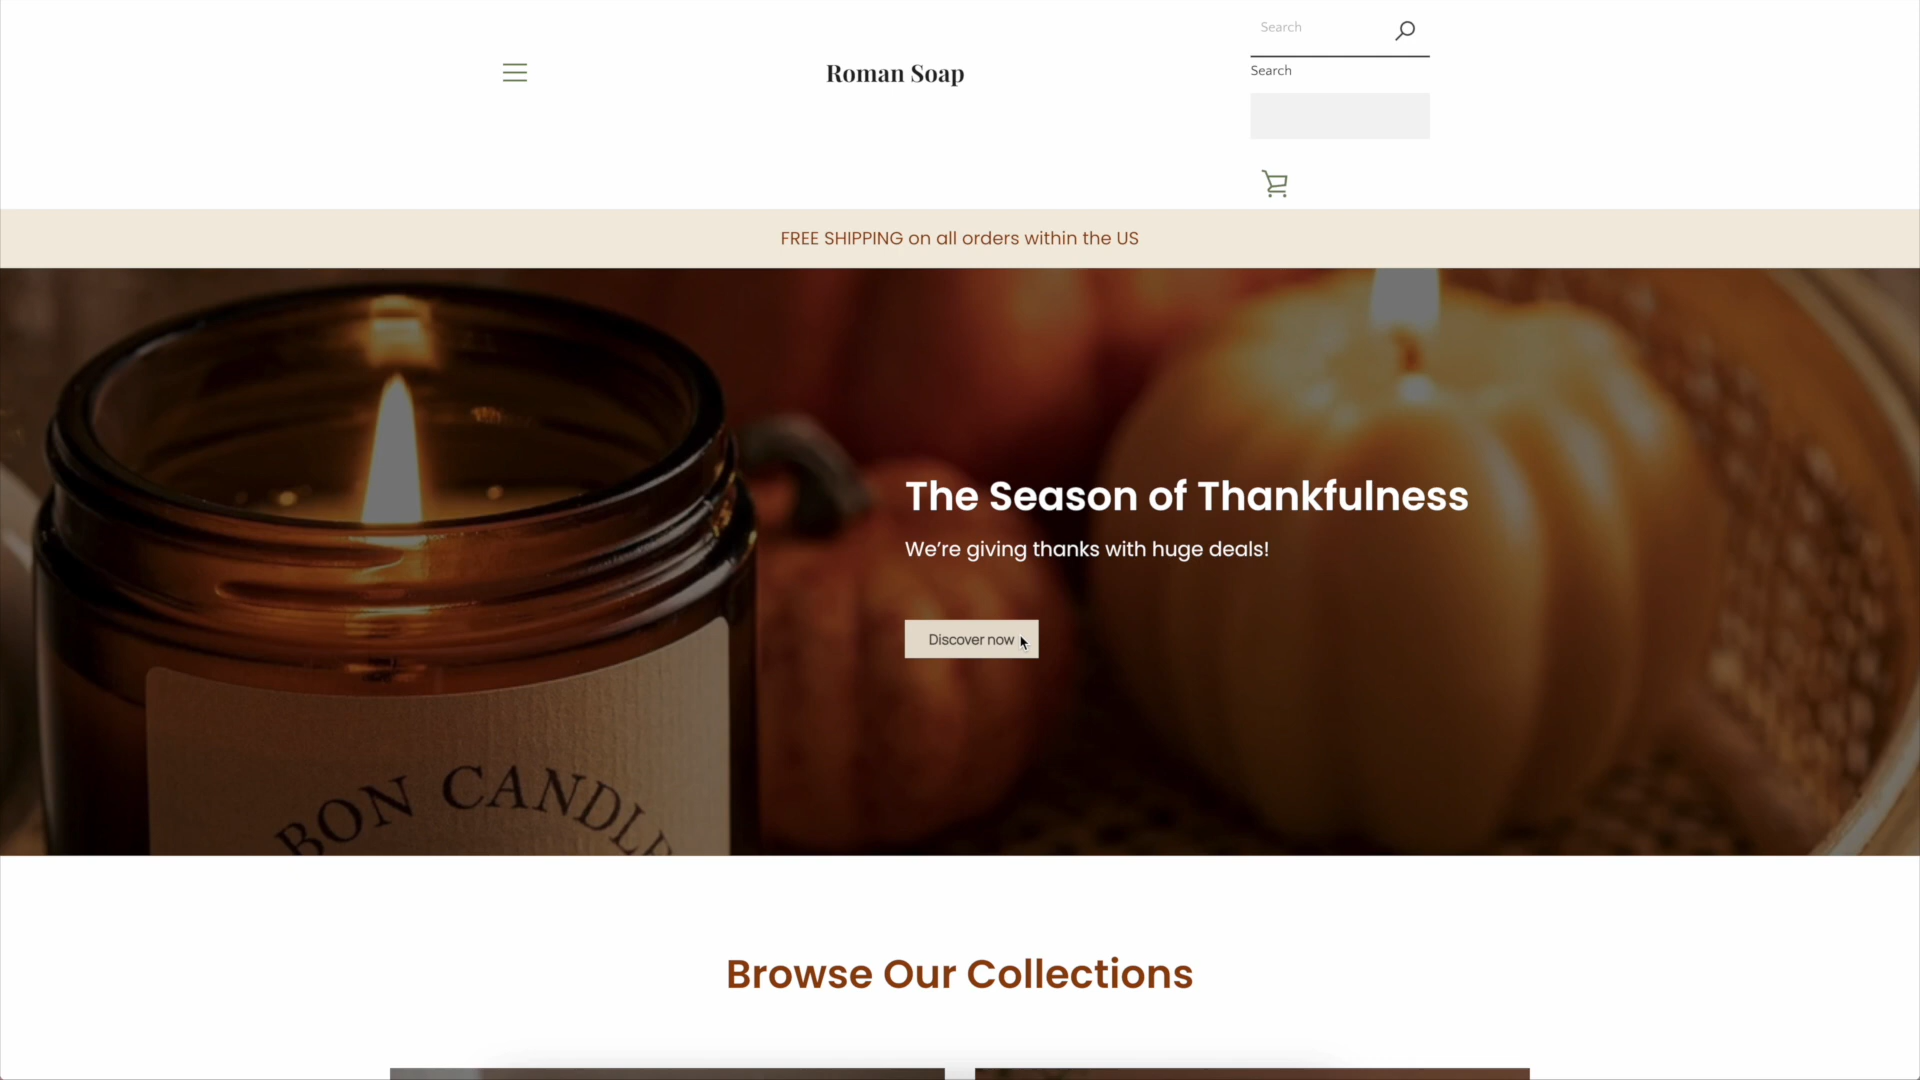 Search
Roman Soap
Search
FREE SHIPPING on all orders within the US
The Season of Thankfulness
We're giving thanks with huge deals!
Discover now
BON CANDLE
Browse Our Collections